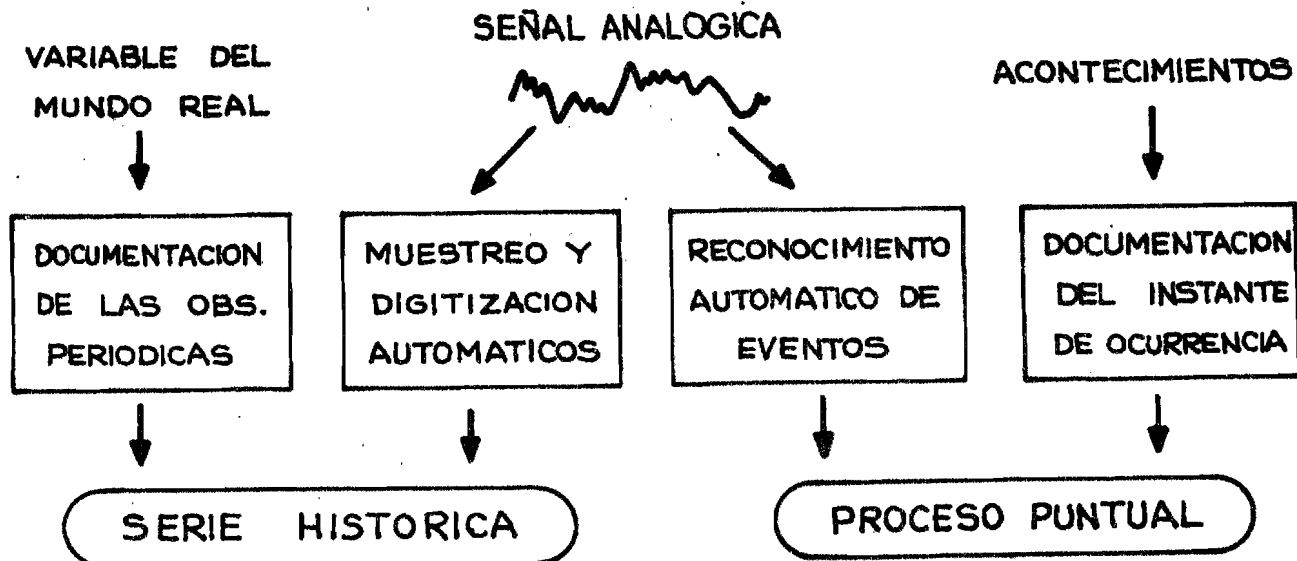 SEÑAL ANALOGICA
VARIABLE DEL
MUNDO REAL
ACONTECIMIENTOS
DOCUMENTACION
DE LAS OBS.
PERIODICAS
MUESTREO Y
DIGITIZACION
AUTOMATICOS
RECONOCIMIENTO
AUTOMATICO DE
EVENTOS
DOCUMENTACION
DEL INSTANTE
DE OCURRENCIA
SERIE HISTORICA
PROCESO PUNTUAL